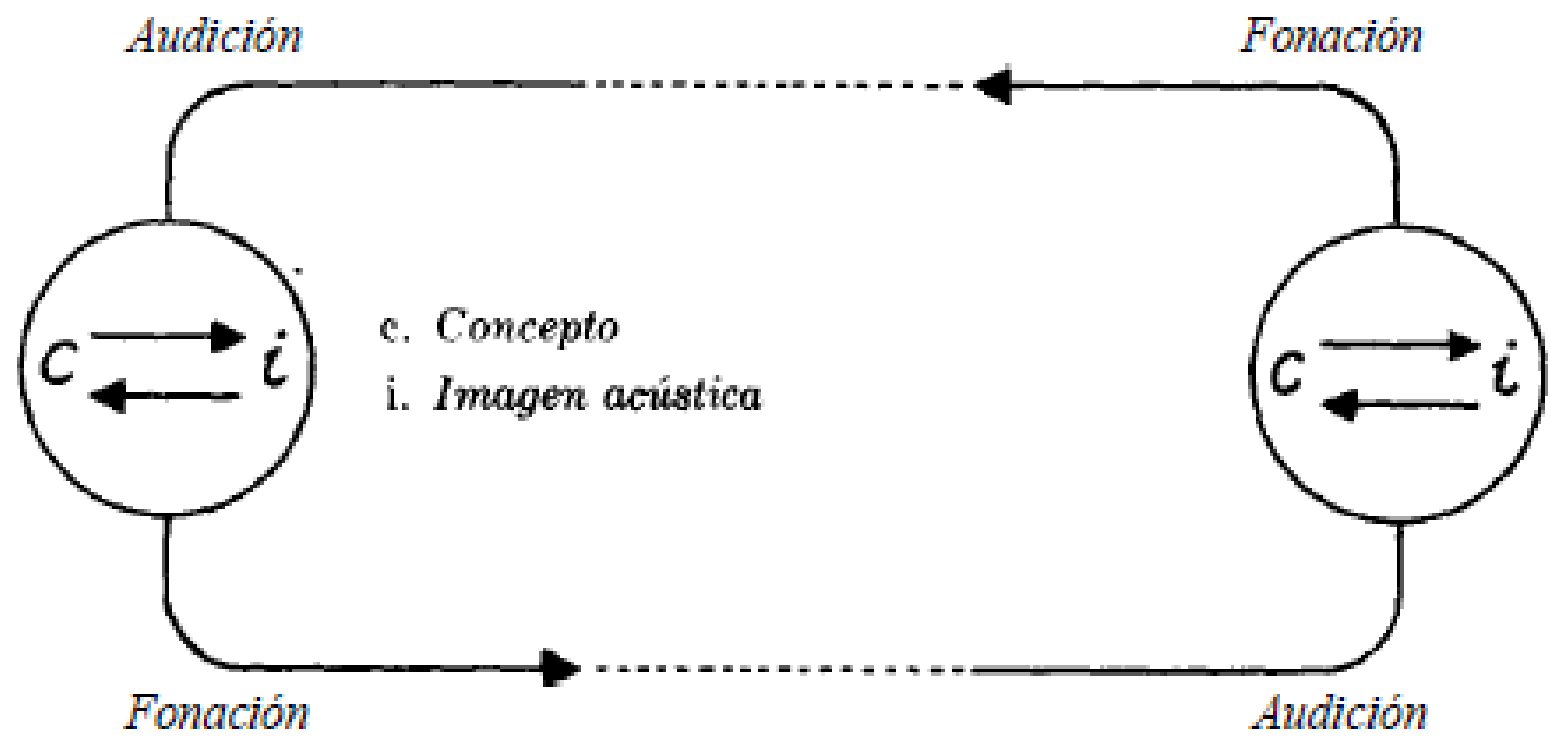 Audición
Fonación
c i
c. Concepto
i. Imagen acústica
c i
Fonación
Audición